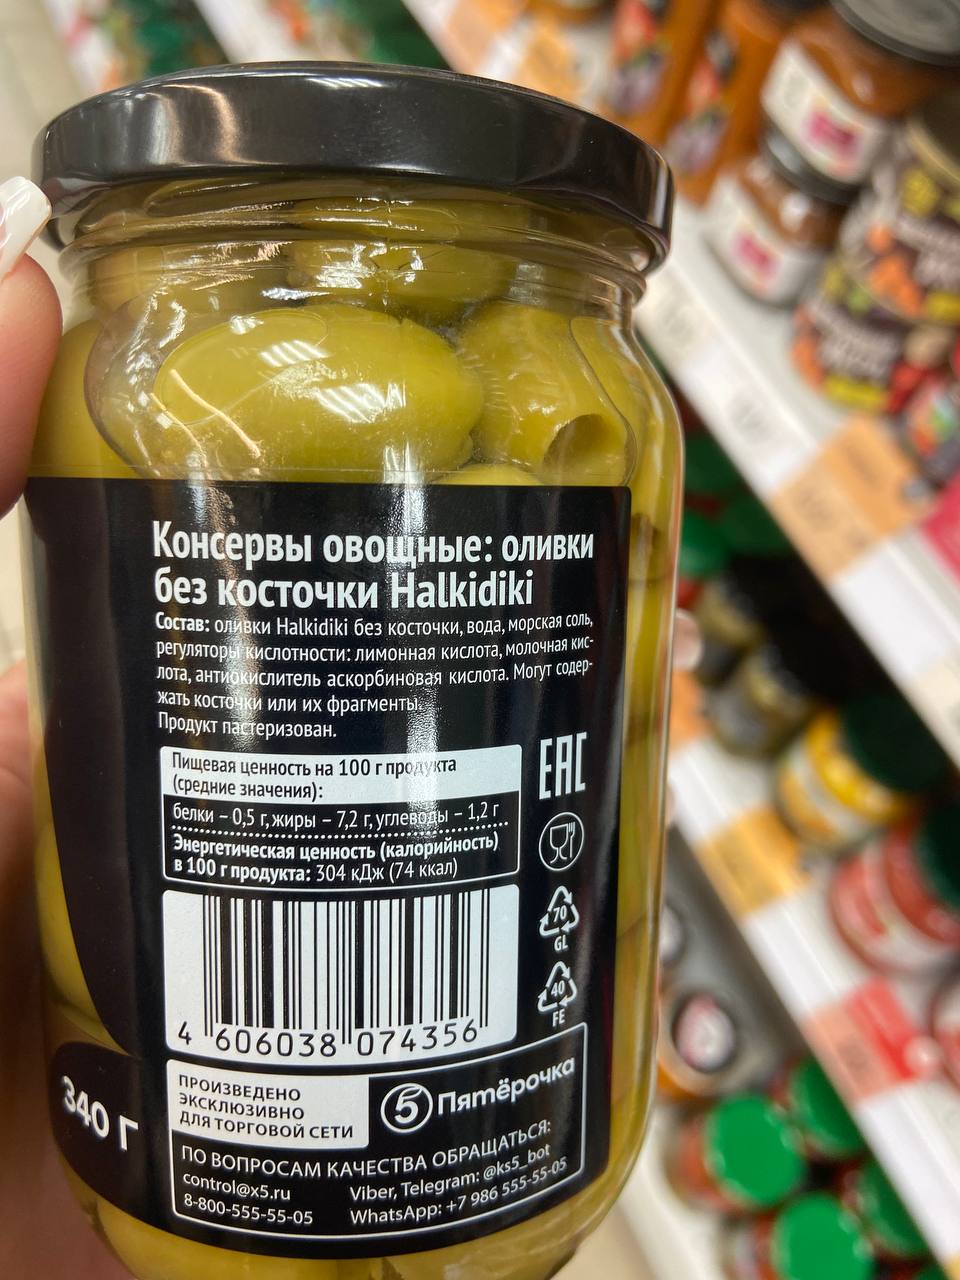 Консервы овощные: оливки
без косточки Halkidiki
Состав: оливки Halkidiki без косточки, вода, морская соль,
регуляторы кислотности: лимонная кислота, молочная кис-
лота, антиокислитель аскорбиновая кислота. Могут содер-
жать косточки или их фрагменты.
Продукт пастеризован.
Пищевая ценность на 100 г продукта
(средние значения):
белки – 0,5 г, жиры – 7,2 г, углеводы – 1,2 г
Энергетическая ценность (калорийность)
в 100 г продукта: 304 кДж (74 ккал)
EAC
70
GL
40
FE
4 606038 074356
340 г
ПРОИЗВЕДЕНО
ЭКСКЛЮЗИВНО
ДЛЯ ТОРГОВОЙ СЕТИ
5 Пятёрочка
ПО ВОПРОСАМ КАЧЕСТВА ОБРАЩАТЬСЯ:
control@x5.ru
8-800-555-55-05
Viber, Telegram: @ks5_bot
WhatsApp: +7 986 555-55-05